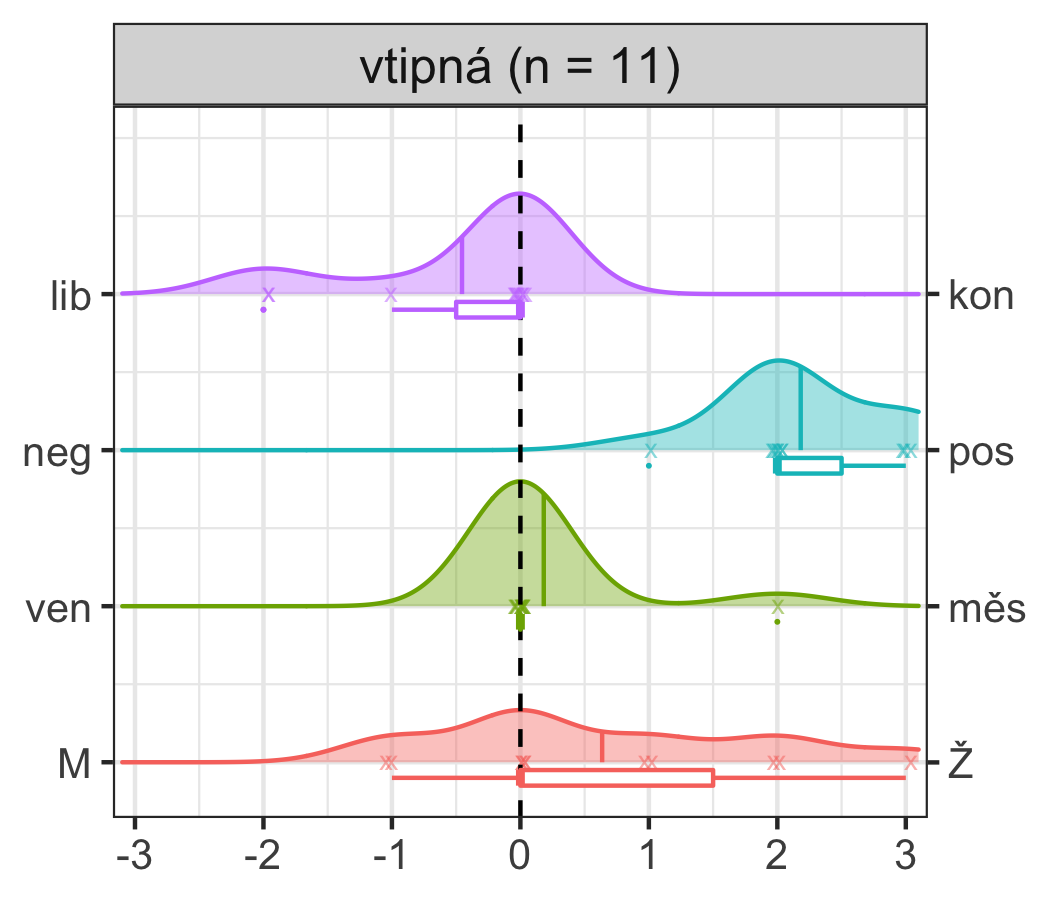 vtipná (n = 11)
lib kon
neg pos
ven měs
M Ž
-3 -2 -1 0 1 2 3